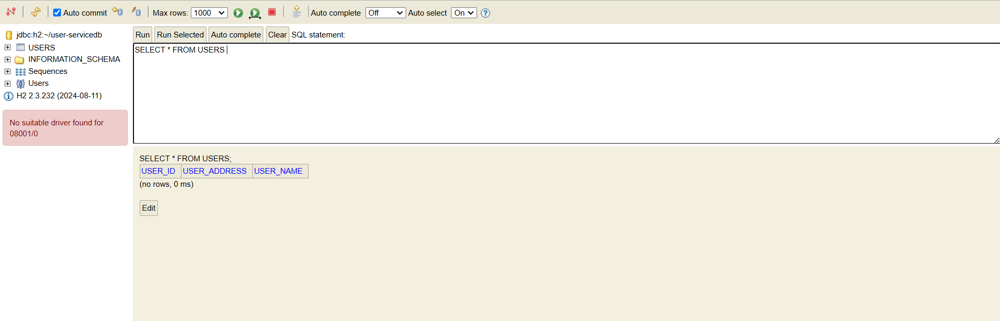 Auto commit Max rows: 1000 Auto complete Off Auto select On ?
jdbc:h2:~/user-servicedb
USERS
INFORMATION_SCHEMA
Sequences
Users
H2 2.3.232 (2024-08-11)
No suitable driver found for
08001/0
Run Run Selected Auto complete Clear SQL statement:
SELECT * FROM USERS
SELECT * FROM USERS;
USER_ID USER_ADDRESS USER_NAME
(no rows, 0 ms)
Edit